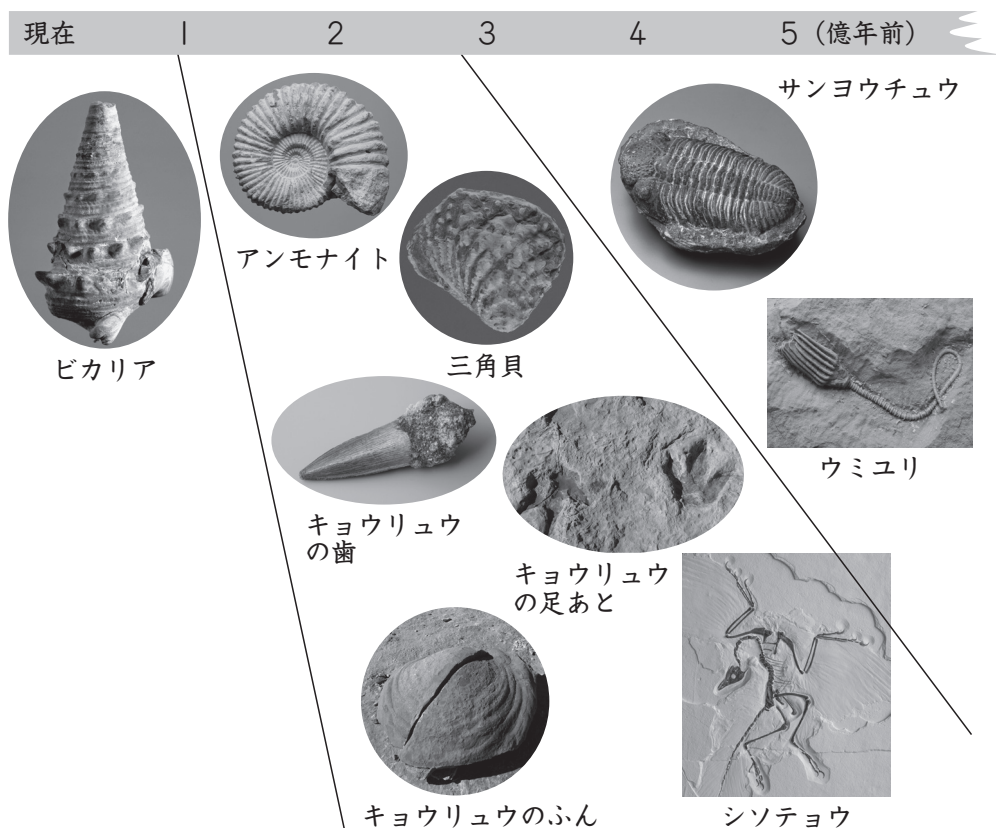 現在 1 2 3 4 5（億年前）
サンヨウチュウ
アンモナイト
ビカリア
三角貝
ウミユリ
キョウリュウ
の歯
キョウリュウ
の足あと
キョウリュウのふん
シソチョウ